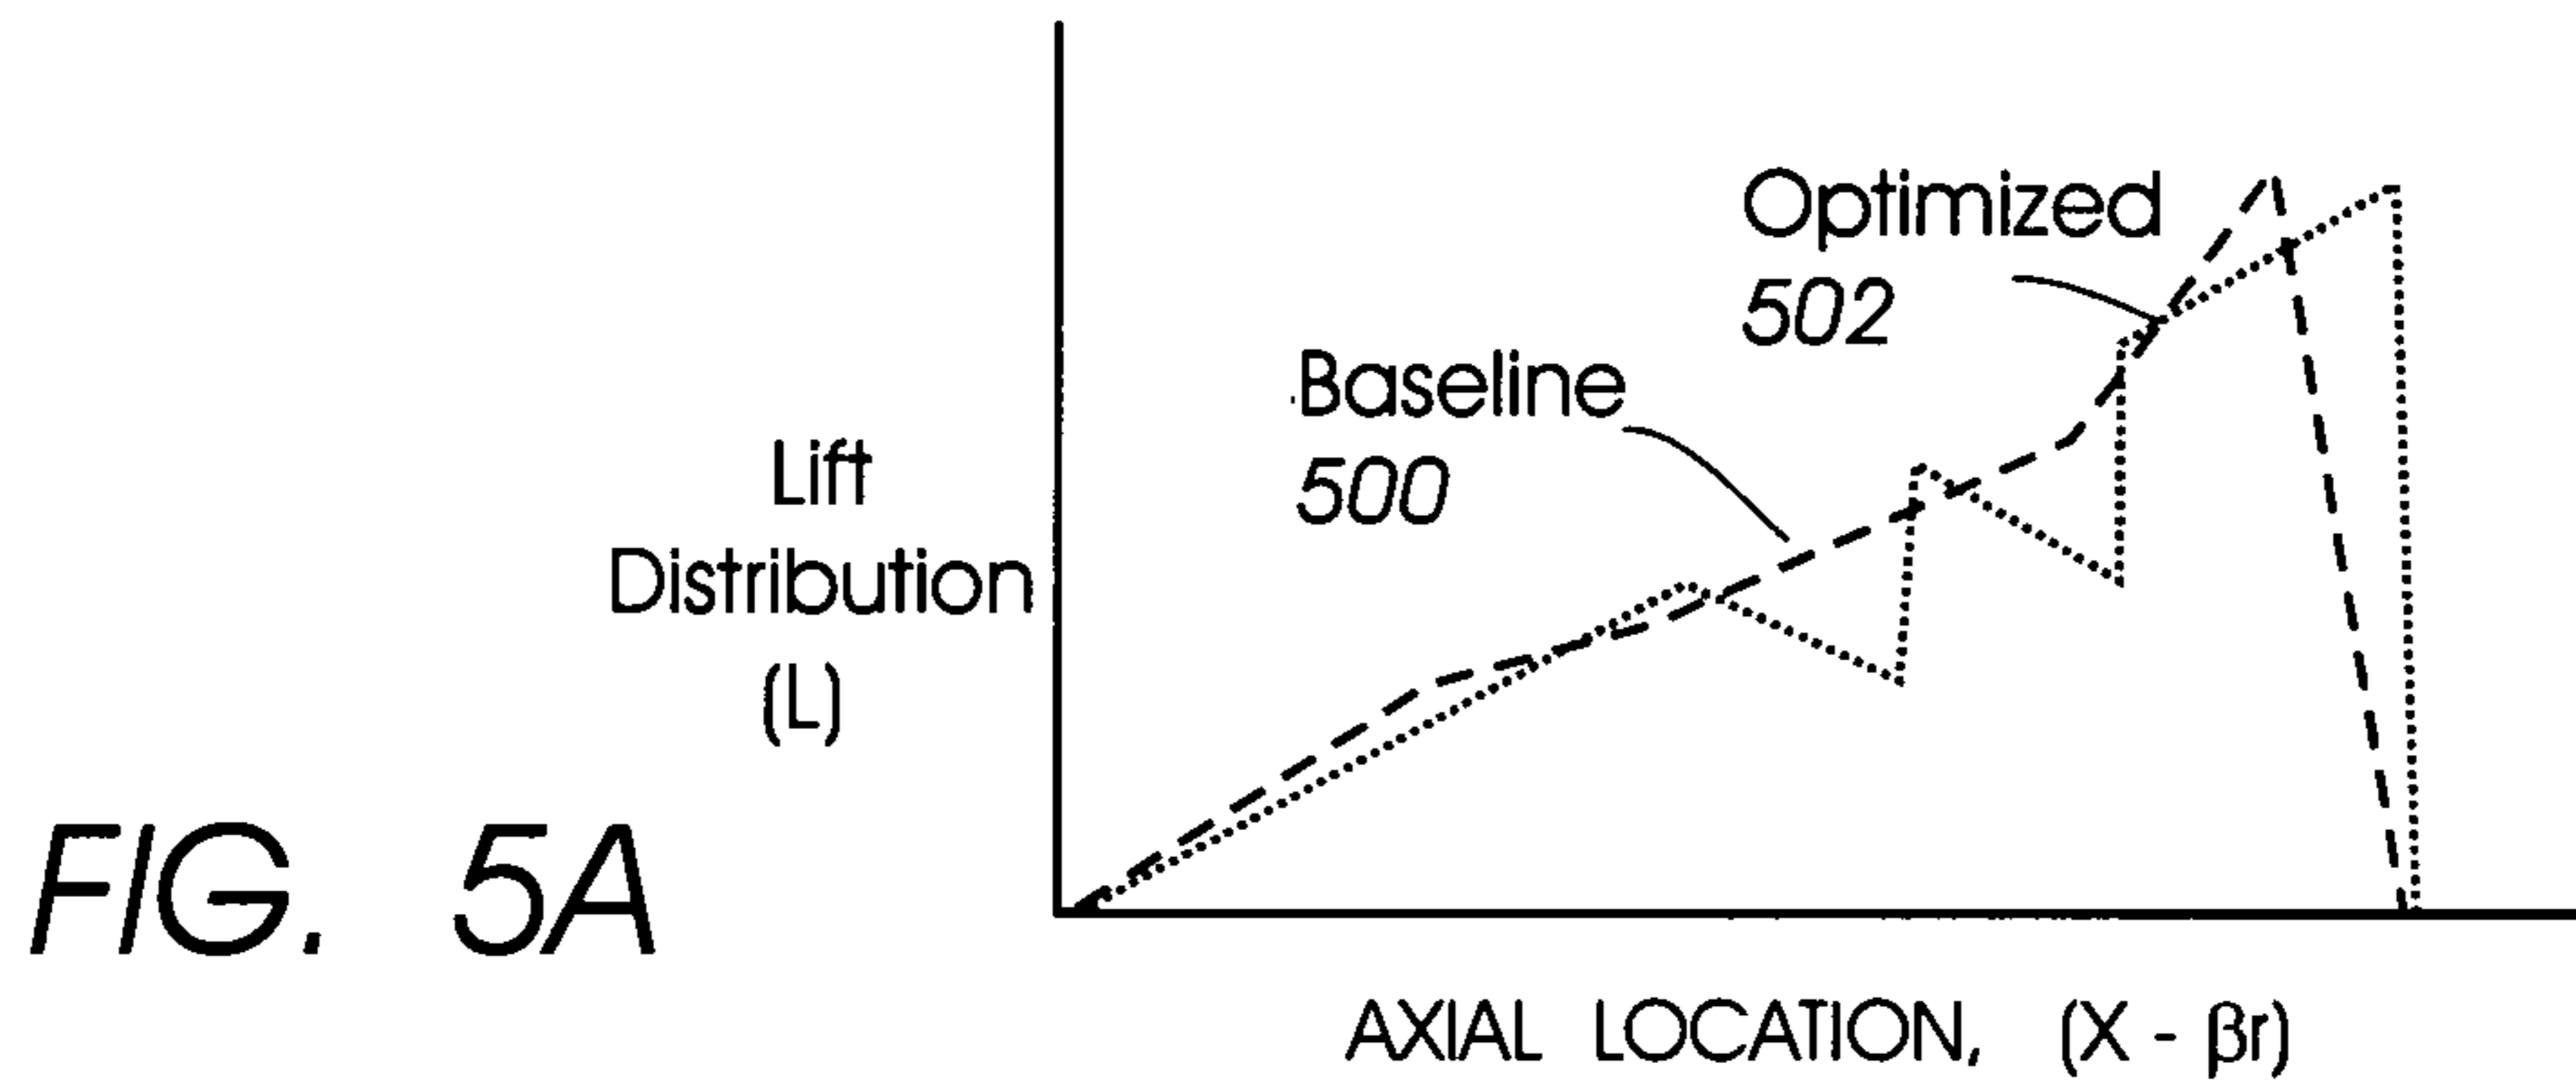 Optimized
502
Baseline
500
Lift
Distribution
(L)
FIG. 5A
AXIAL LOCATION, (X - βr)